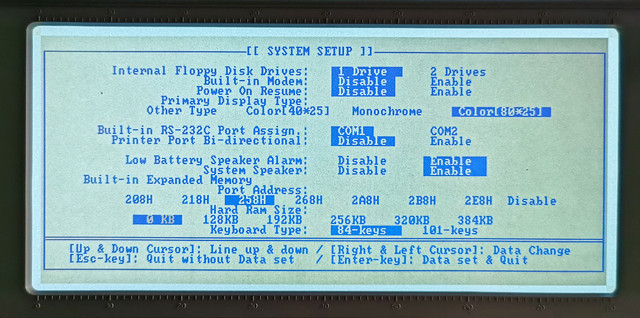 [[ SYSTEM SETUP ]]
Internal Floppy Disk Drives: 1 Drive 2 Drives
Built-in Modem: Disable Enable
Power On Resume: Disable Enable
Primary Display Type:
Other Type Color[40*25] Monochrome Color[80*25]
Built-in RS-232C Port Assign.: COM1 COM2
Printer Port Bi-directional: Disable Enable
Low Battery Speaker Alarm: Disable Enable
System Speaker: Disable Enable
Built-in Expanded Memory
Port Address:
208H 218H 258H 268H 2A8H 2B8H 2E8H Disable
Hard Ram Size:
0 KB 128KB 192KB 256KB 320KB 384KB
Keyboard Type: 84-keys 101-keys
[Up & Down Cursor]: Line up & down / [Right & Left Cursor]: Data Change
[Esc-key]: Quit without Data set / [Enter-key]: Data set & Quit